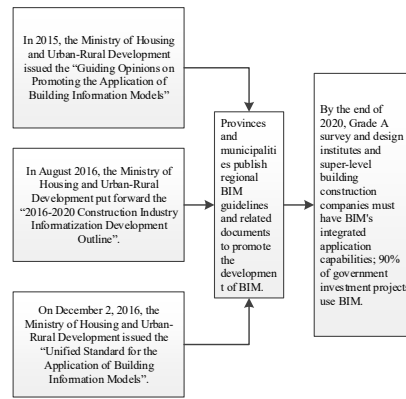 In 2015, the Ministry of Housing
and Urban-Rural Development
issued the “Guiding Opinions on
Promoting the Application of
Building Information Models”
In August 2016, the Ministry of
Housing and Urban-Rural
Development put forward the
“2016-2020 Construction Industry
Informatization Development
Outline”.
On December 2, 2016, the
Ministry of Housing and Urban-
Rural Development issued the
“Unified Standard for the
Application of Building
Information Models”.
Provinces
and
municipaliti
es publish
regional
BIM
guidelines
and related
documents
to promote
the
developmen
t of BIM.
By the end of
2020, Grade A
survey and design
institutes and
super-level
building
construction
companies must
have BIM's
integrated
application
capabilities; 90%
of government
investment projects
use BIM.